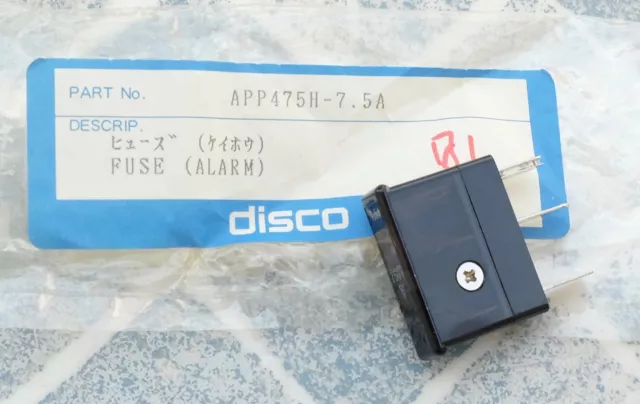 PART No. APP475H-7.5A
DESCRIP.
ﾋｭｰｽﾞ (ｹｲﾎｳ)
FUSE (ALARM)
disco